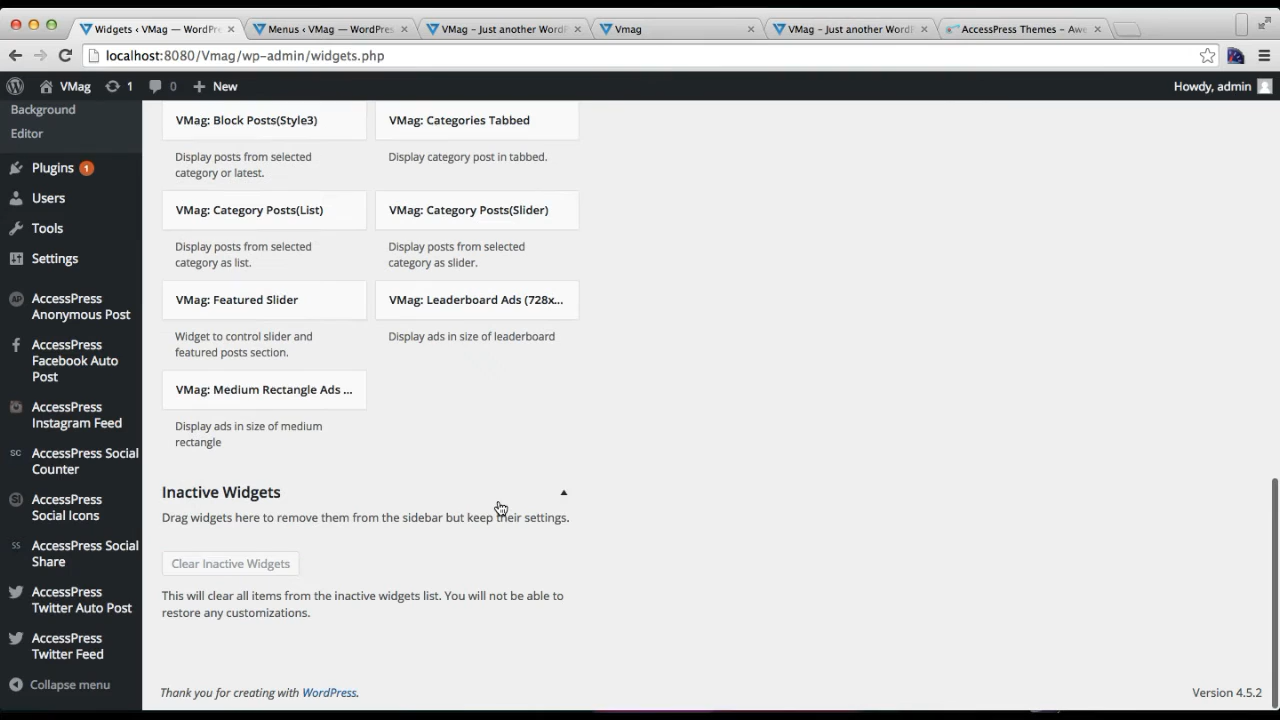 Widgets ‹ VMag — WordPre
Menus ‹ VMag — WordPress
VMag – Just another WordP
Vmag
VMag – Just another WordP
AccessPress Themes – Awe
localhost:8080/Vmag/wp-admin/widgets.php
VMag
1
0
New
Howdy, admin
Background
Editor
Plugins 1
Users
Tools
Settings
AP AccessPress
Anonymous Post
AccessPress
Facebook Auto
Post
AccessPress
Instagram Feed
SC AccessPress Social
Counter
SI AccessPress
Social Icons
SS AccessPress Social
Share
AccessPress
Twitter Auto Post
AccessPress
Twitter Feed
Collapse menu
VMag: Block Posts(Style3)
Display posts from selected
category or latest.
VMag: Categories Tabbed
Display category post in tabbed.
VMag: Category Posts(List)
Display posts from selected
category as list.
VMag: Category Posts(Slider)
Display posts from selected
category as slider.
VMag: Featured Slider
Widget to control slider and
featured posts section.
VMag: Leaderboard Ads (728x...
Display ads in size of leaderboard
VMag: Medium Rectangle Ads ...
Display ads in size of medium
rectangle
Inactive Widgets
Drag widgets here to remove them from the sidebar but keep their settings.
Clear Inactive Widgets
This will clear all items from the inactive widgets list. You will not be able to
restore any customizations.
Thank you for creating with WordPress.
Version 4.5.2